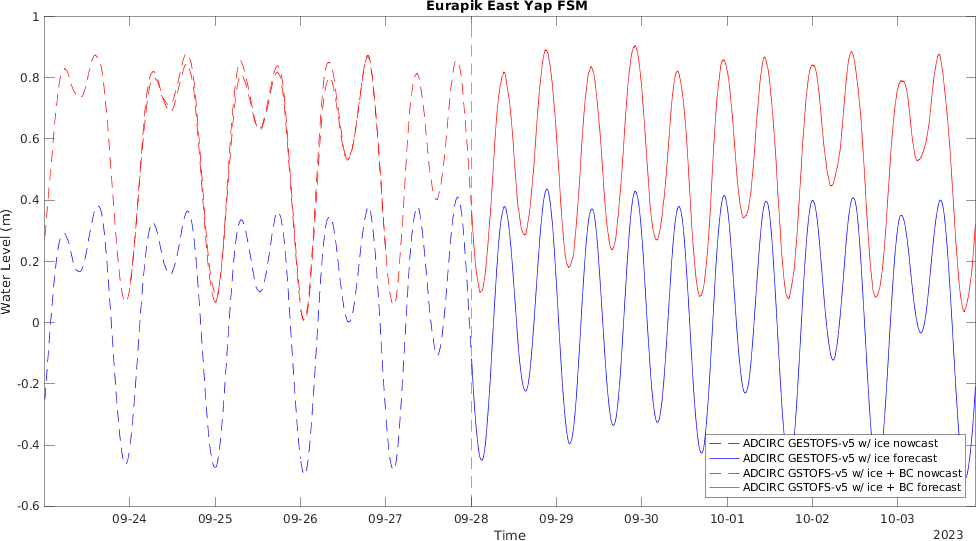 Eurapik East Yap FSM
1
0.8
0.6
0.4
0.2
0
-0.2
-0.4
-0.6
Water Level (m)
09-24 09-25 09-26 09-27 09-28 09-29 09-30 10-01 10-02 10-03
Time
2023
ADCIRC GESTOFS-v5 w/ ice nowcast
ADCIRC GESTOFS-v5 w/ ice forecast
ADCIRC GSTOFS-v5 w/ ice + BC nowcast
ADCIRC GSTOFS-v5 w/ ice + BC forecast